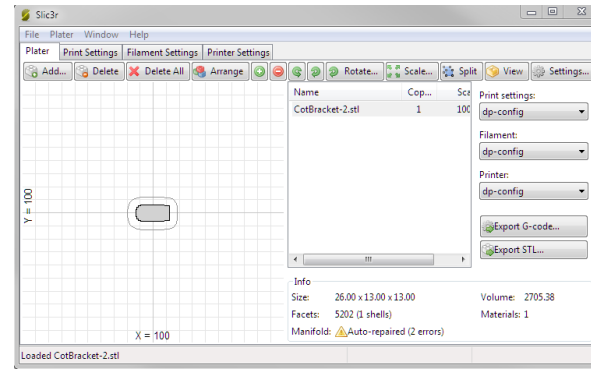 Slic3r
File Plater Window Help
Plater Print Settings Filament Settings Printer Settings
Add... Delete Delete All Arrange Rotate... Scale... Split View Settings...
Name Cop... Sca
CotBracket-2.stl 1 100
Print settings:
dp-config
Filament:
dp-config
Printer:
dp-config
Export G-code...
Export STL...
Y = 100
X = 100
Info
Size: 26.00 x 13.00 x 13.00 Volume: 2705.38
Facets: 5202 (1 shells) Materials: 1
Manifold: Auto-repaired (2 errors)
Loaded CotBracket-2.stl